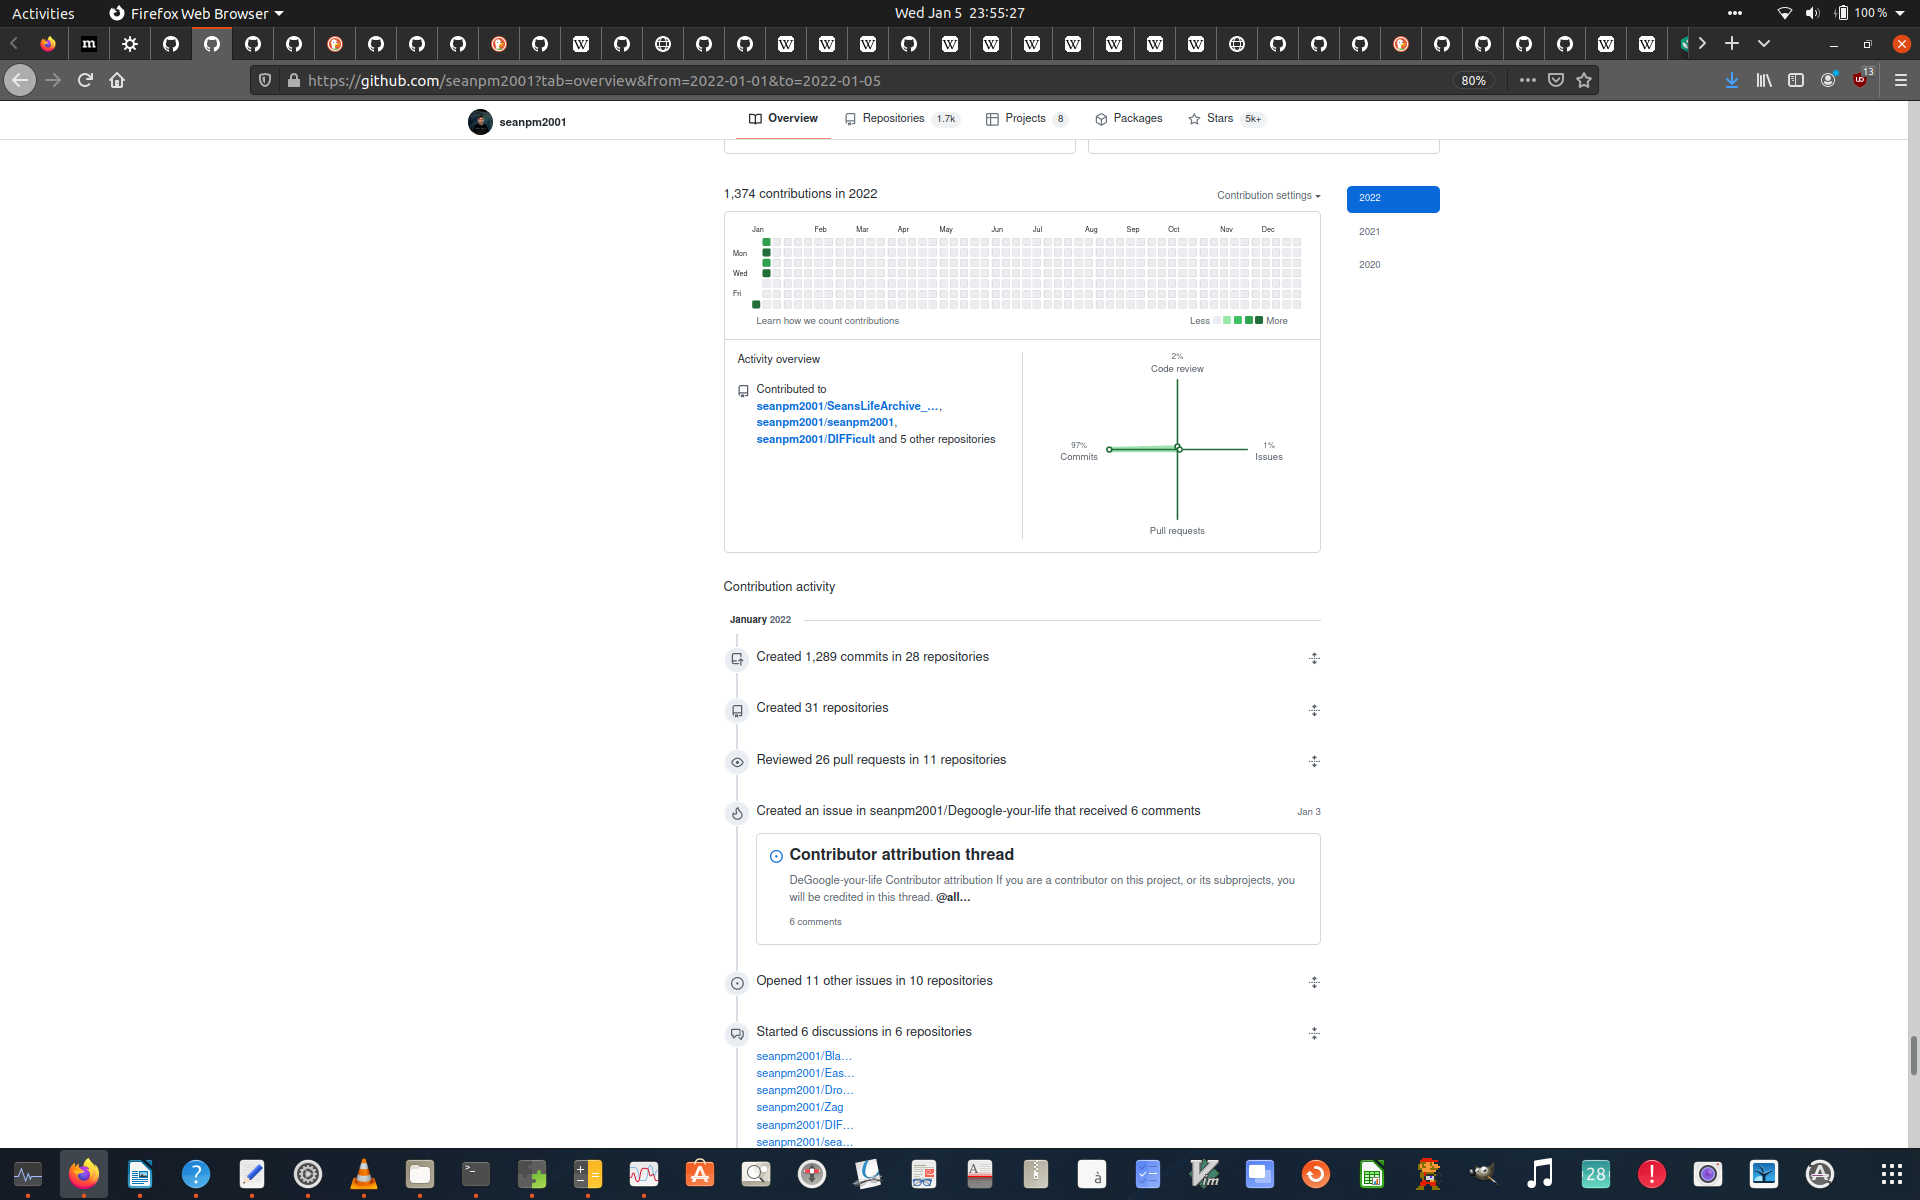 Activities
Firefox Web Browser
Wed Jan 5 23:55:27
100 %
https://github.com/seanpm2001?tab=overview&from=2022-01-01&to=2022-01-05
80%
13
seanpm2001
Overview
Repositories 1.7k
Projects 8
Packages
Stars 5k+
1,374 contributions in 2022
Contribution settings
2022
2021
2020
Jan Feb Mar Apr May Jun Jul Aug Sep Oct Nov Dec
Mon
Wed
Fri
Learn how we count contributions
Less
More
Activity overview
Contributed to
seanpm2001/SeansLifeArchive_…,
seanpm2001/seanpm2001,
seanpm2001/DIFFicult and 5 other repositories
2%
Code review
97%
Commits
1%
Issues
Pull requests
Contribution activity
January 2022
Created 1,289 commits in 28 repositories
Created 31 repositories
Reviewed 26 pull requests in 11 repositories
Created an issue in seanpm2001/Degoogle-your-life that received 6 comments
Jan 3
Contributor attribution thread
DeGoogle-your-life Contributor attribution If you are a contributor on this project, or its subprojects, you
will be credited in this thread. @all…
6 comments
Opened 11 other issues in 10 repositories
Started 6 discussions in 6 repositories
seanpm2001/Bla…
seanpm2001/Eas…
seanpm2001/Dro…
seanpm2001/Zag
seanpm2001/DIF…
seanpm2001/sea…
28